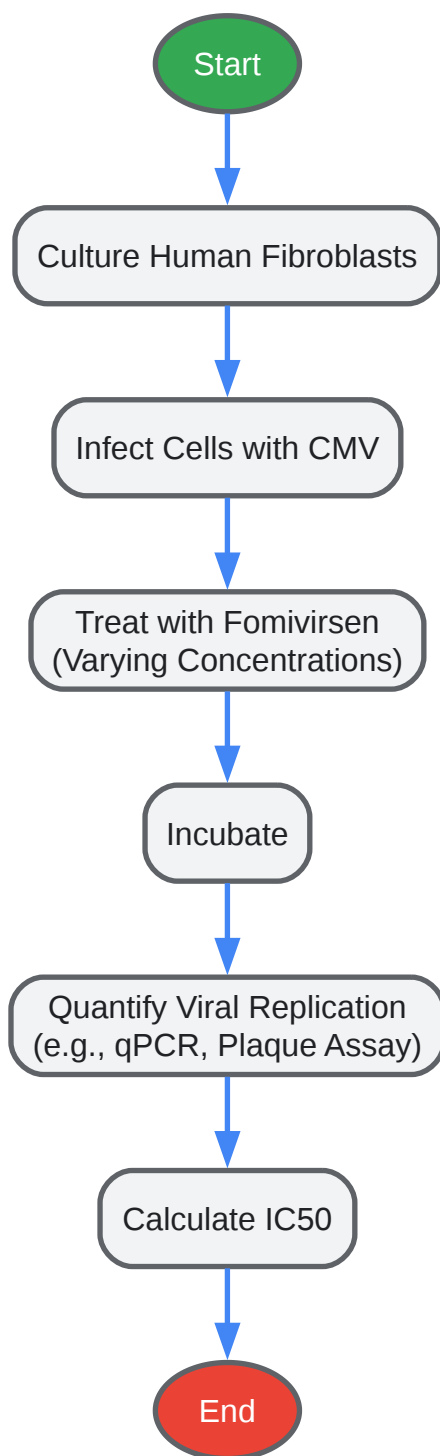 Start
Culture Human Fibroblasts
Infect Cells with CMV
Treat with Fomivirsen
(Varying Concentrations)
Incubate
Quantify Viral Replication
(e.g., qPCR, Plaque Assay)
Calculate IC50
End